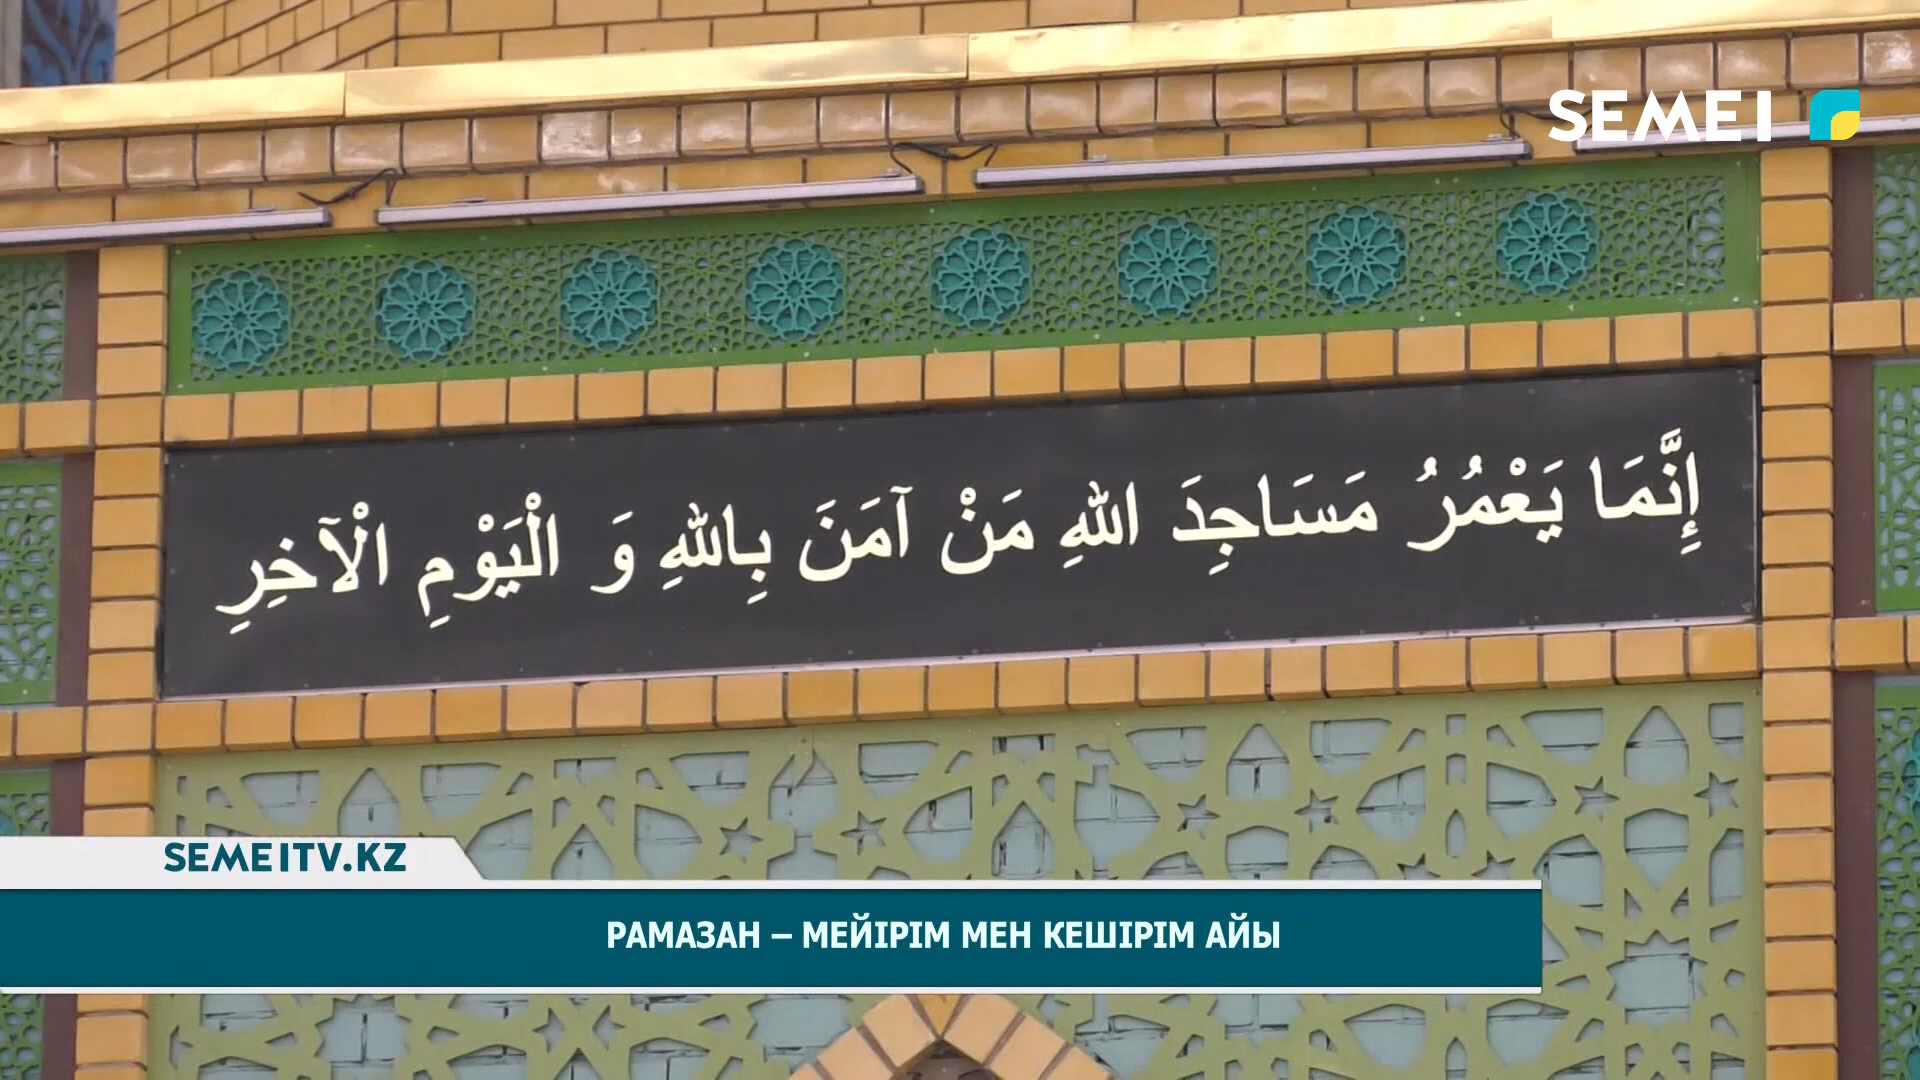 SEMEI
إِنَّمَا يَعْمُرُ مَسَاجِدَ اللهِ مَنْ آمَنَ بِاللهِ وَ الْيَوْمِ الْآخِرِ
SEMEITV.KZ
РАМАЗАН – МЕЙІРІМ МЕН КЕШІРІМ АЙЫ